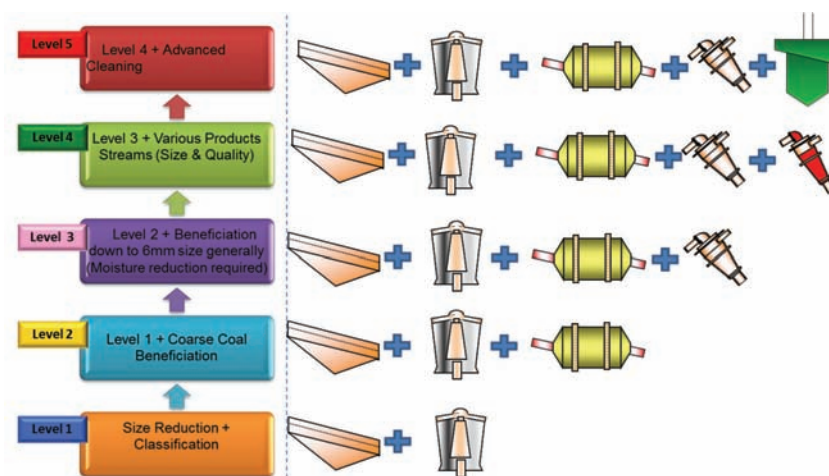 Level 5
Level 4 + Advanced
Cleaning
Level 4
Level 3 + Various Products
Streams (Size & Quality)
Level 3
Level 2 + Beneficiation
down to 6mm size generally
(Moisture reduction required)
Level 2
Level 1 + Coarse Coal
Beneficiation
Level 1
Size Reduction +
Classification